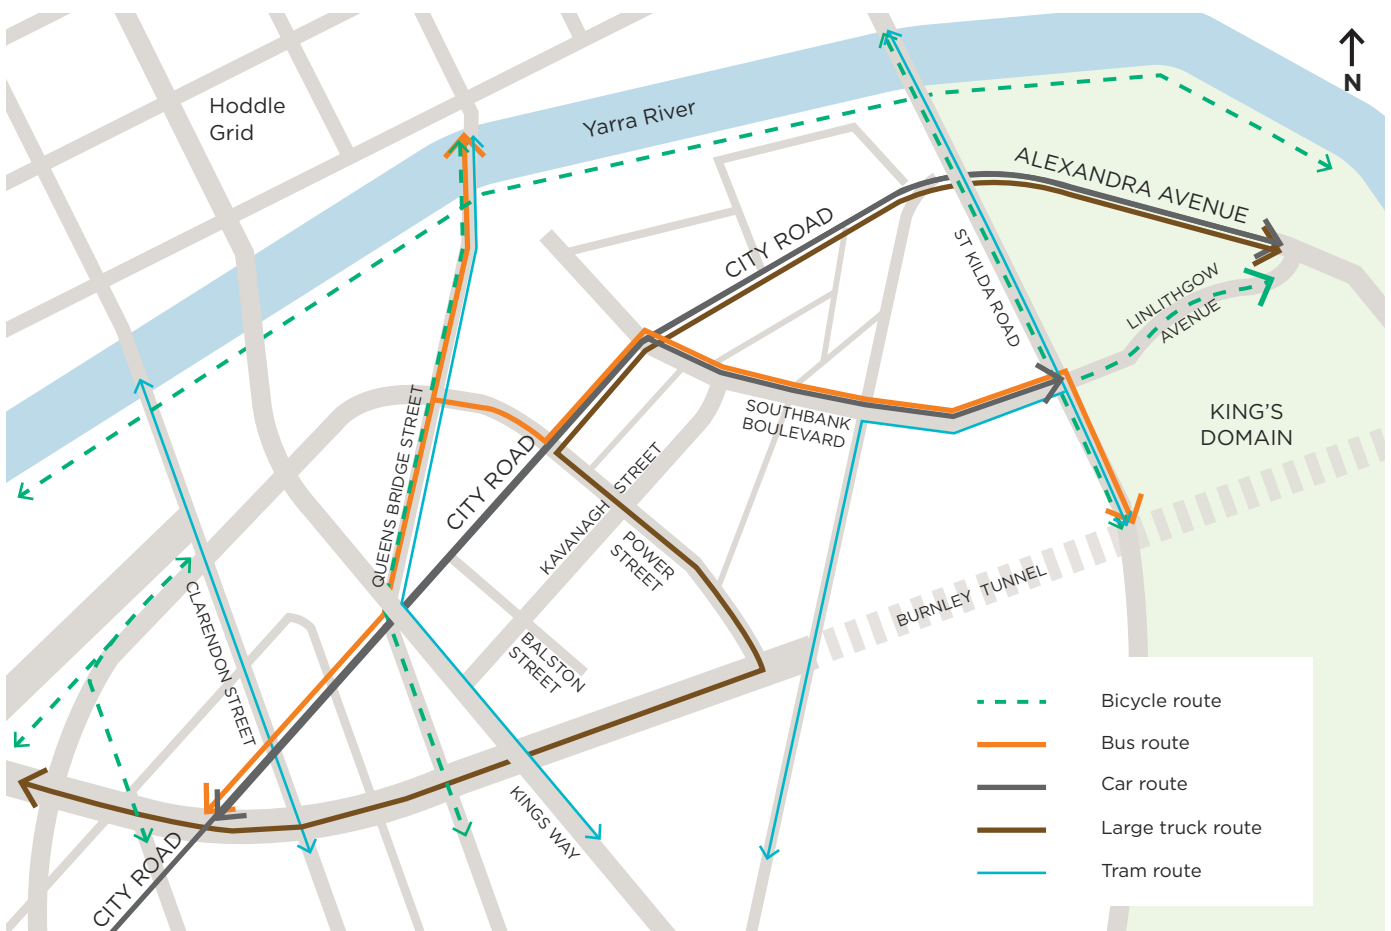 Hoddle
Grid
Yarra River
N
ALEXANDRA AVENUE
CITY ROAD
ST KILDA ROAD
LINLITHGOW
AVENUE
KING'S
DOMAIN
SOUTHBANK
BOULEVARD
QUEENS BRIDGE STREET
CITY ROAD
KAVANAGH STREET
POWER
STREET
BURNLEY TUNNEL
CLARENDON STREET
BALSTON
STREET
KINGS WAY
CITY ROAD
Bicycle route
Bus route
Car route
Large truck route
Tram route